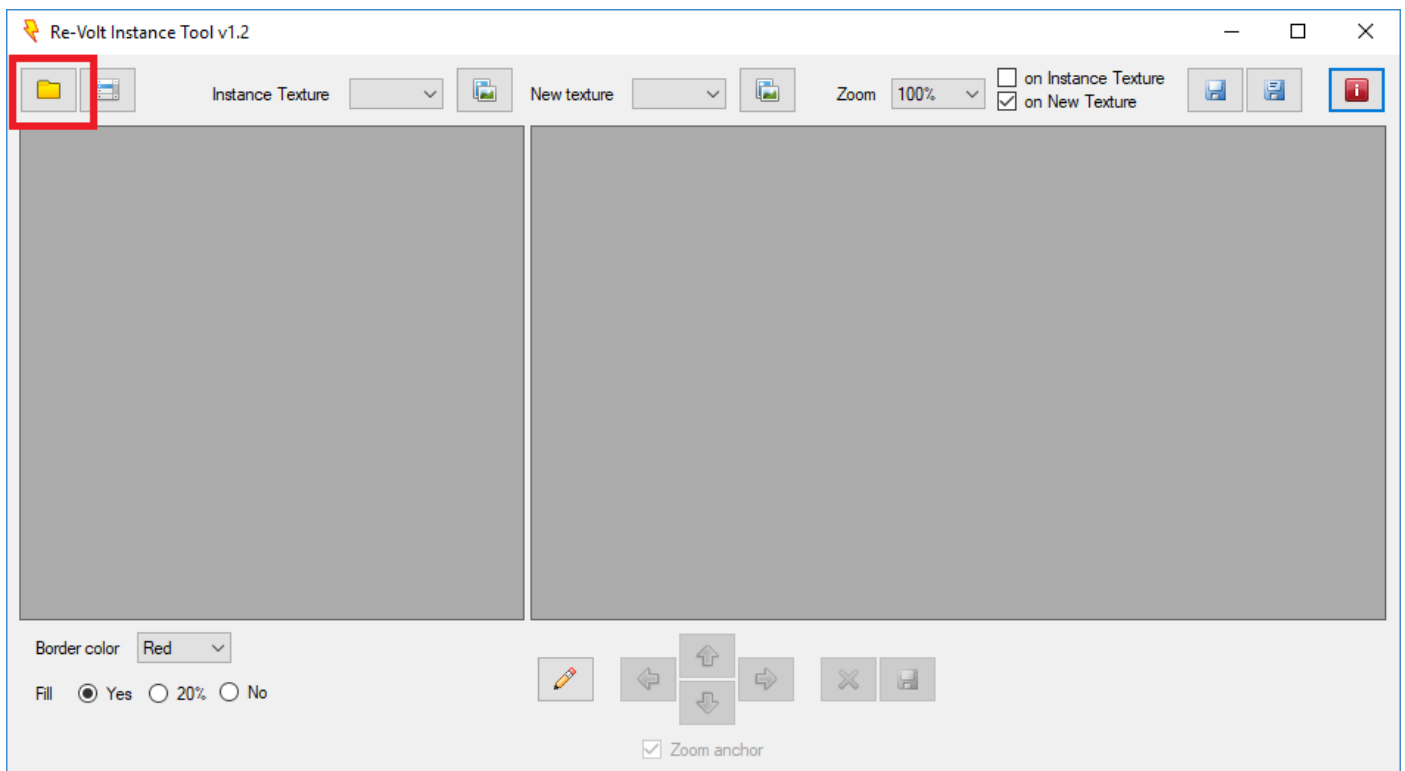 Re-Volt Instance Tool v1.2
Instance Texture
New texture
Zoom 100%
on Instance Texture
on New Texture
i
Border color Red
Fill Yes 20% No
Zoom anchor